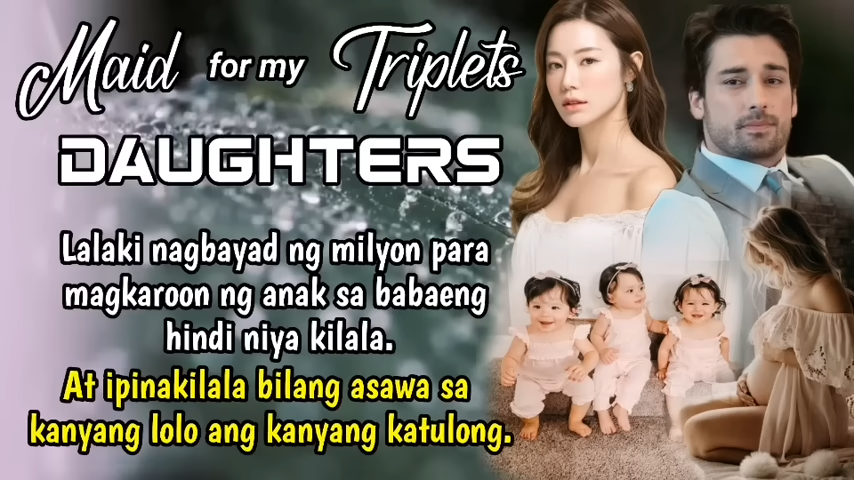 Maid for my Triplets
DAUGHTERS
Lalaki nagbayad ng milyon para
magkaroon ng anak sa babaeng
hindi niya kilala.
At ipinakilala bilang asawa sa
kanyang lolo ang kanyang katulong.